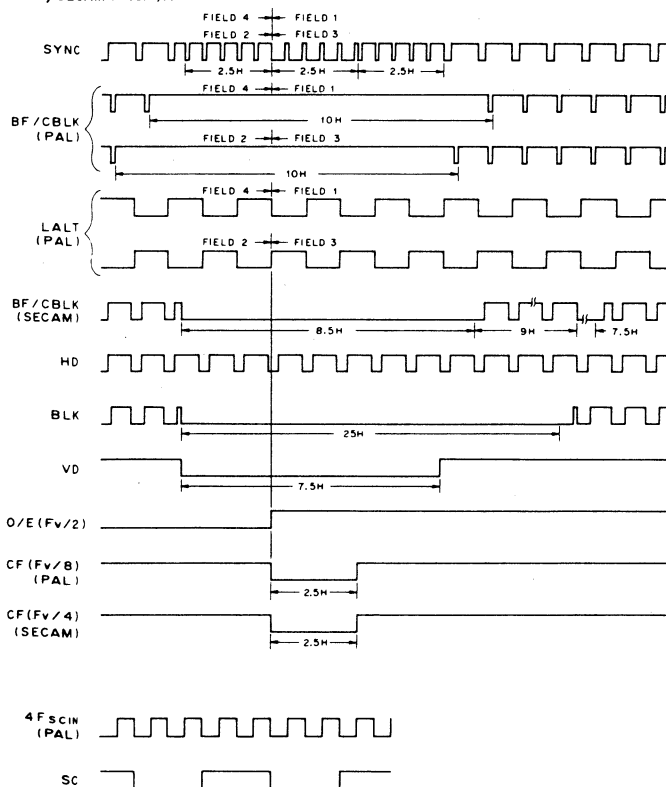 FIELD 4 FIELD 1
FIELD 2 FIELD 3
SYNC
2.5H 2.5H 2.5H
FIELD 4 FIELD 1
BF/CBLK
(PAL)
10H
FIELD 2 FIELD 3
10H
FIELD 4 FIELD 1
LALT
(PAL)
FIELD 2 FIELD 3
BF/CBLK
(SECAM)
8.5H 9H 7.5H
HD
BLK
25H
VD
7.5H
O/E(Fv/2)
CF(Fv/8)
(PAL)
2.5H
CF(Fv/4)
(SECAM)
2.5H
4FSCIN
(PAL)
SC